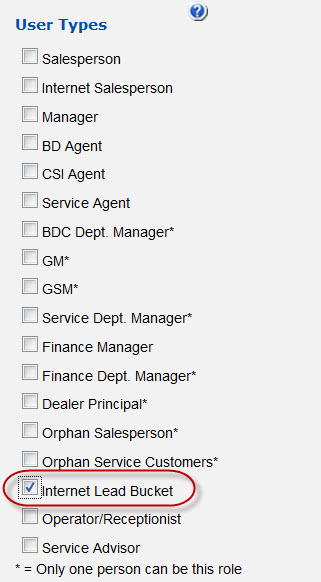 ?
User Types
Salesperson
Internet Salesperson
Manager
BD Agent
CSI Agent
Service Agent
BDC Dept. Manager*
GM*
GSM*
Service Dept. Manager*
Finance Manager
Finance Dept. Manager*
Dealer Principal*
Orphan Salesperson*
Orphan Service Customers*
Internet Lead Bucket
Operator/Receptionist
Service Advisor
* = Only one person can be this role